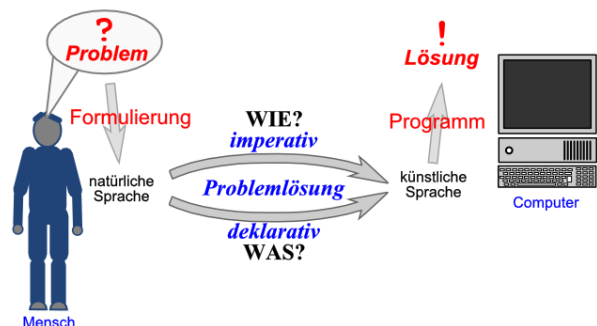 ?
Problem
Formulierung
natürliche
Sprache
WIE?
imperativ
Problemlösung
deklarativ
WAS?
!
Lösung
Programm
künstliche
Sprache
Computer
Mensch